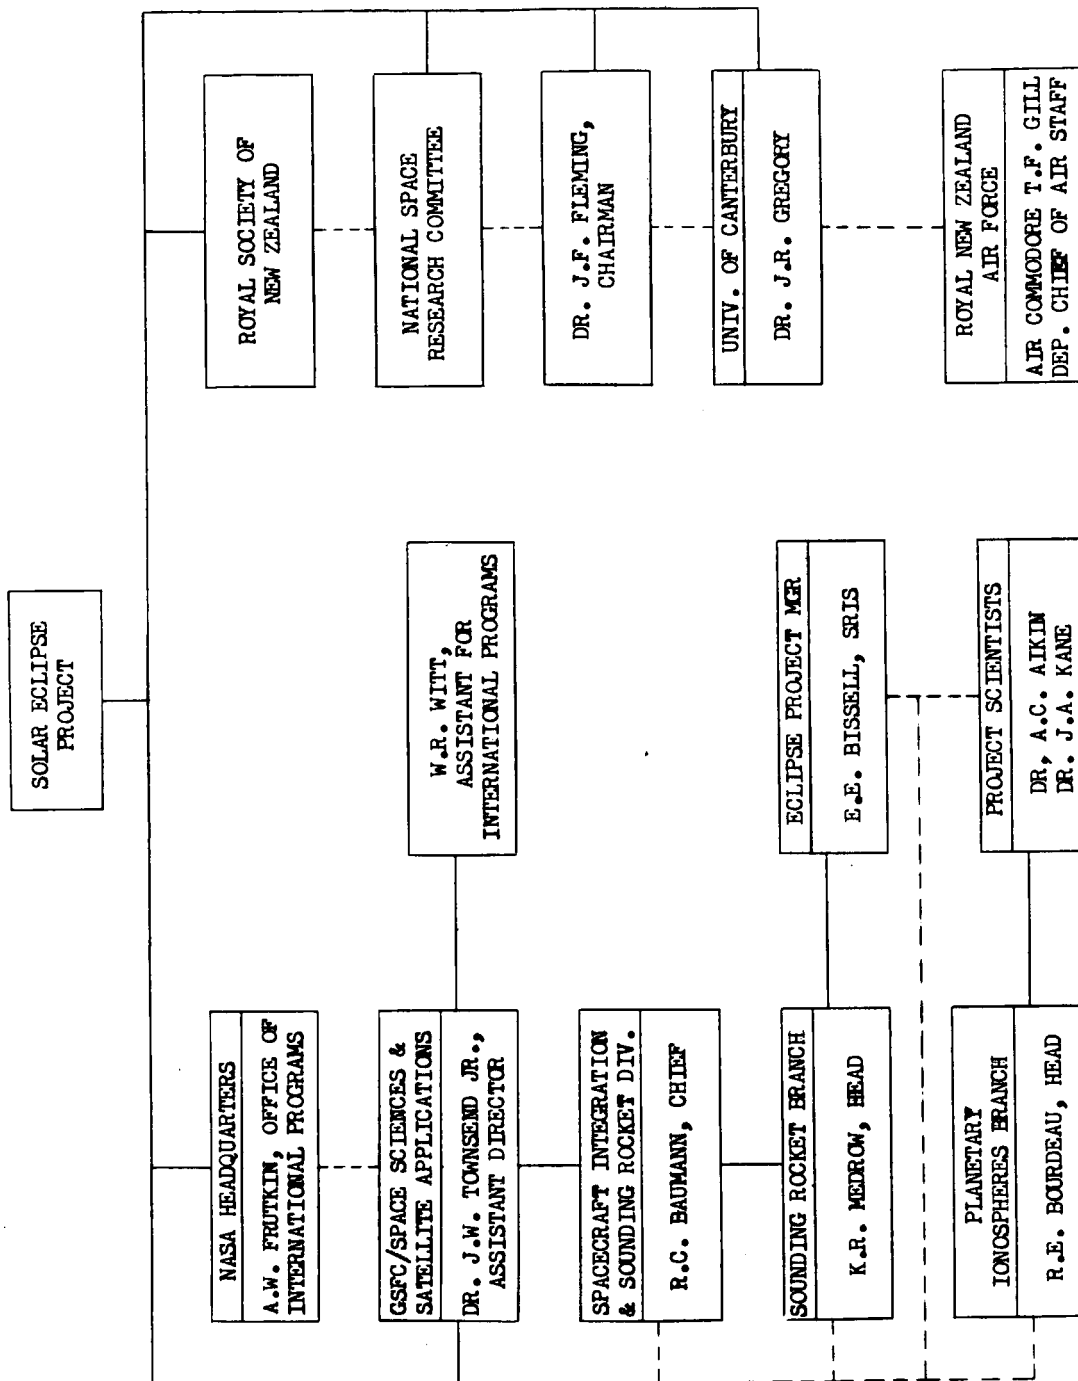 SOLAR ECLIPSE
PROJECT
NASA HEADQUARTERS
A.W. FRUTKIN, OFFICE OF
INTERNATIONAL PROGRAMS
GSFC/SPACE SCIENCES &
SATELLITE APPLICATIONS
DR. J.W. TOWNSEND JR.,
ASSISTANT DIRECTOR
W.R. WITT,
ASSISTANT FOR
INTERNATIONAL PROGRAMS
SPACECRAFT INTEGRATION
& SOUNDING ROCKET DIV.
R.C. BAUMANN, CHIEF
SOUNDING ROCKET BRANCH
K.R. MEDROW, HEAD
ECLIPSE PROJECT MGR
E.E. BISSELL, SRIS
PLANETARY
IONOSPHERES BRANCH
R.E. BOURDEAU, HEAD
PROJECT SCIENTISTS
DR, A.C. AIKIN
DR. J.A. KANE
ROYAL SOCIETY OF
NEW ZEALAND
NATIONAL SPACE
RESEARCH COMMITTEE
DR. J.F. FLEMING,
CHAIRMAN
UNIV. OF CANTERBURY
DR. J.R. GREGORY
ROYAL NEW ZEALAND
AIR FORCE
AIR COMMODORE T.F. GILL
DEP. CHIEF OF AIR STAFF